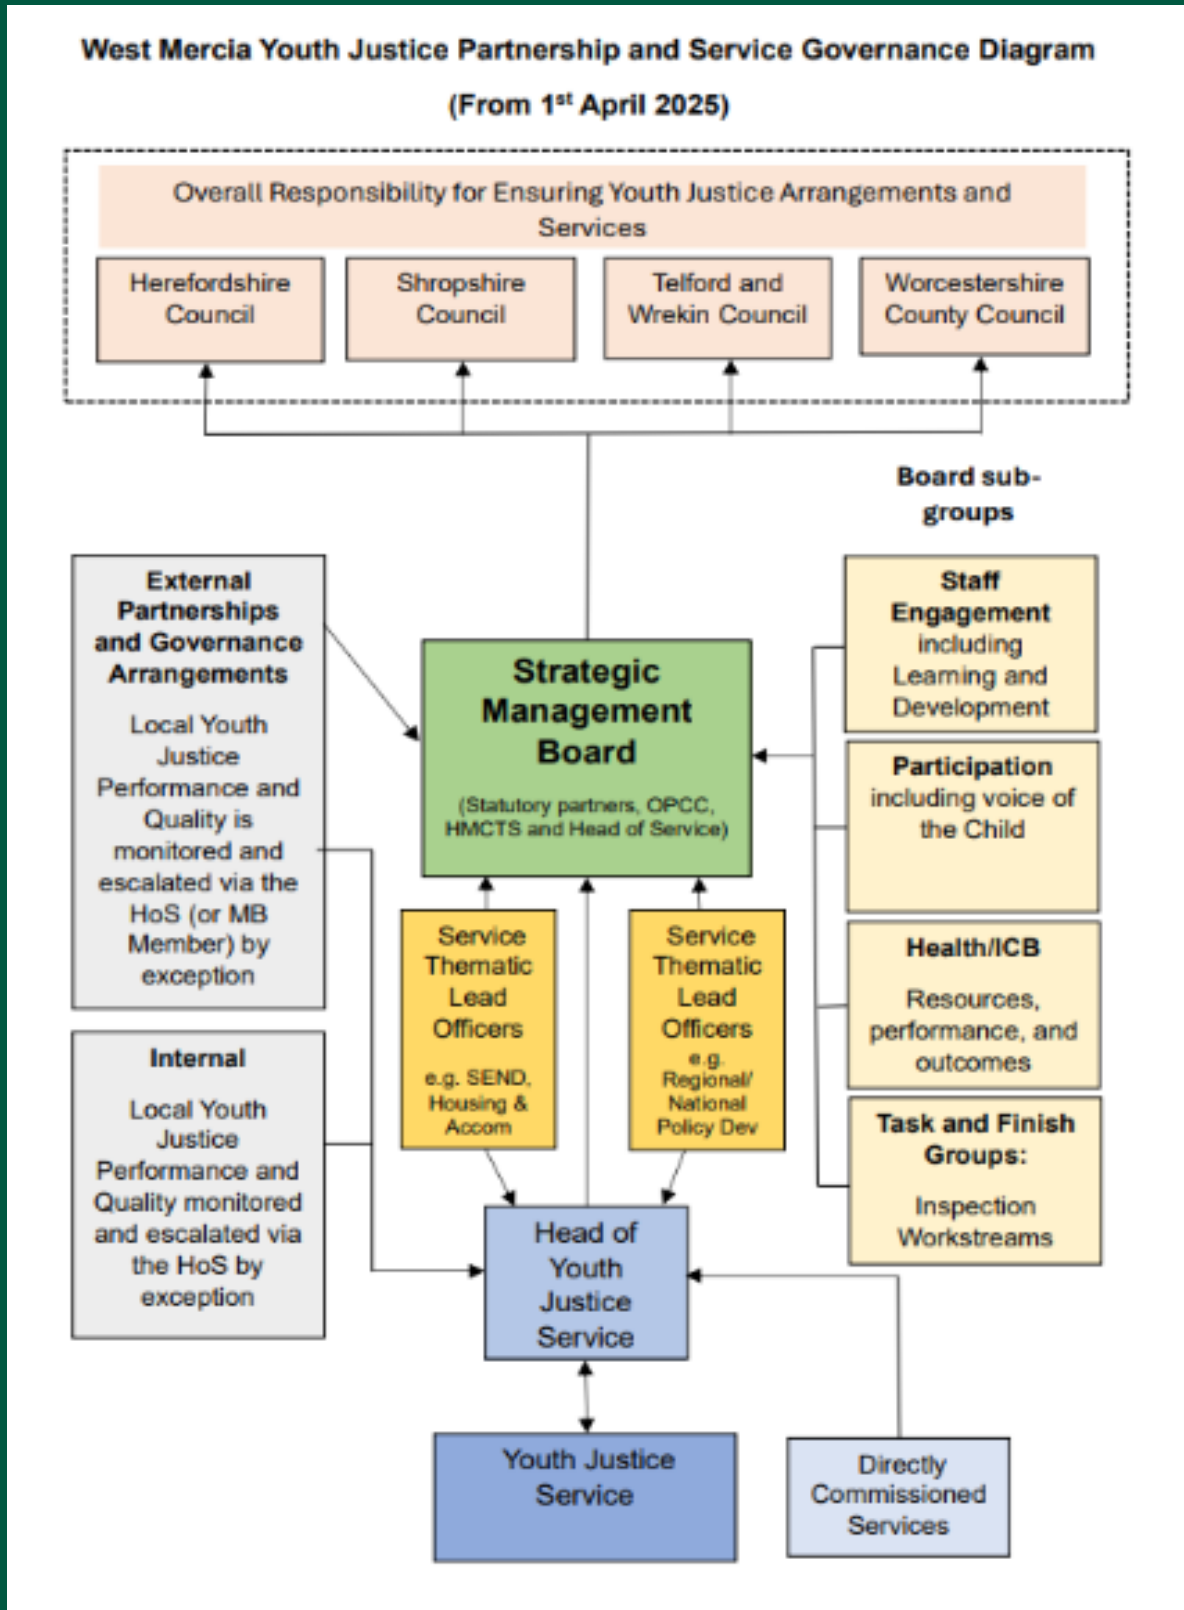 West Mercia Youth Justice Partnership and Service Governance Diagram
(From 1st April 2025)
Overall Responsibility for Ensuring Youth Justice Arrangements and
Services
Herefordshire
Council
Shropshire
Council
Telford and
Wrekin Council
Worcestershire
County Council
Board sub-
groups
External
Partnerships
and Governance
Arrangements
Local Youth
Justice
Performance and
Quality is
monitored and
escalated via the
HoS (or MB
Member) by
exception
Internal
Local Youth
Justice
Performance and
Quality monitored
and escalated via
the HoS by
exception
Strategic
Management
Board
(Statutory partners, OPCC,
HMCTS and Head of Service)
Service
Thematic
Lead
Officers
e.g. SEND,
Housing &
Accom
Service
Thematic
Lead
Officers
e.g.
Regional/
National
Policy Dev
Staff
Engagement
including
Learning and
Development
Participation
including voice of
the Child
Health/ICB
Resources,
performance, and
outcomes
Task and Finish
Groups:
Inspection
Workstreams
Head of
Youth
Justice
Service
Youth Justice
Service
Directly
Commissioned
Services